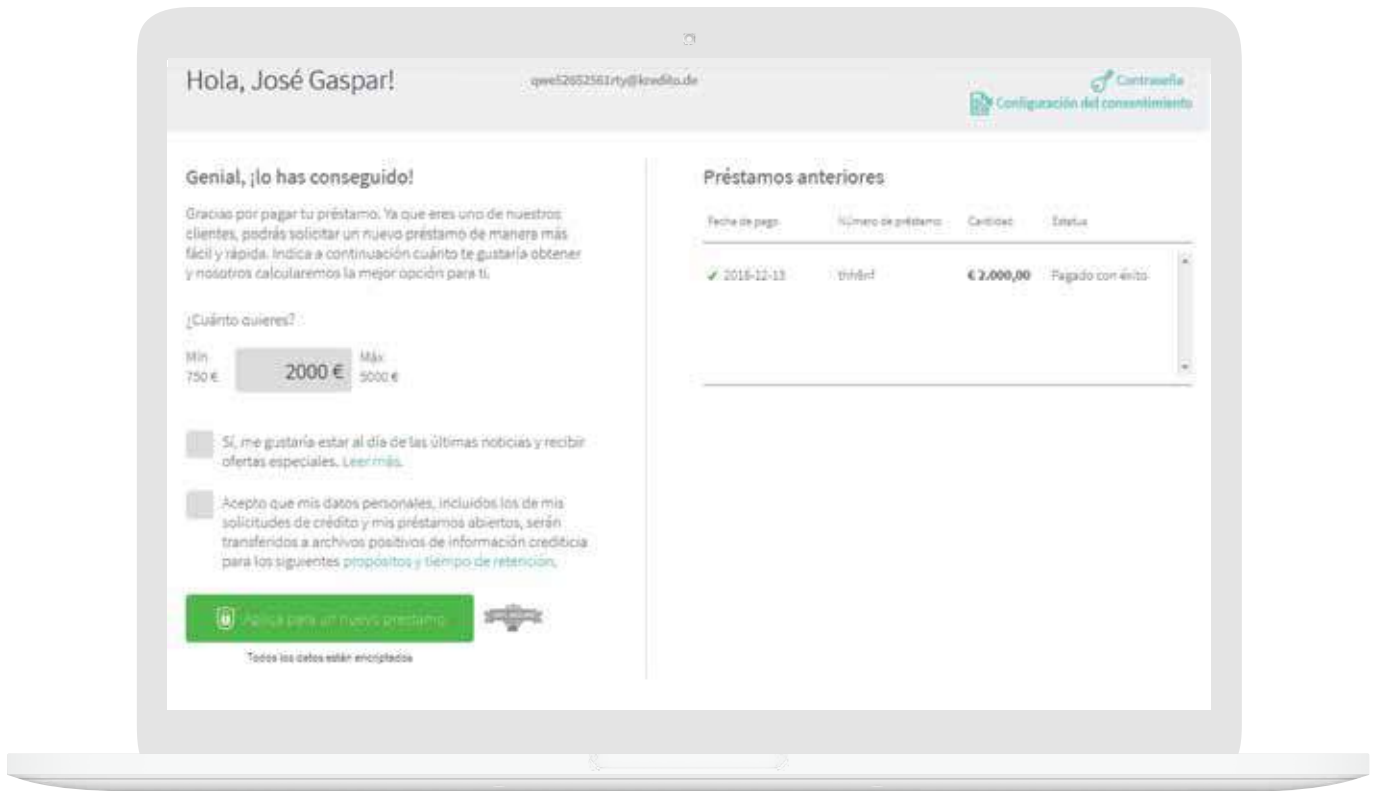 Hola, José Gaspar!
Contraseña
Configuración del consentimiento
Genial, ¡lo has conseguido!
Gracias por pagar tu préstamo. Ya que eres uno de nuestros
clientes, podrás solicitar un nuevo préstamo de manera más
fácil y rápida. Indica a continuación cuánto te gustaría obtener
y nosotros calcularemos la mejor opción para ti.
¿Cuánto quieres?
Mín
750 €
2000 €
Máx
5000 €
Sí, me gustaría estar al día de las últimas noticias y recibir
ofertas especiales. Leer más.
Acepto que mis datos personales, incluidos los de mis
solicitudes de crédito y mis préstamos abiertos, serán
transferidos a archivos positivos de información crediticia
para los siguientes propósitos y tiempo de retención.
Aplica para un nuevo préstamo
Todos los datos están encriptados
Préstamos anteriores
Fecha de pago Número de préstamo Cantidad Estatus
€ 2.000,00 Pagado con éxito